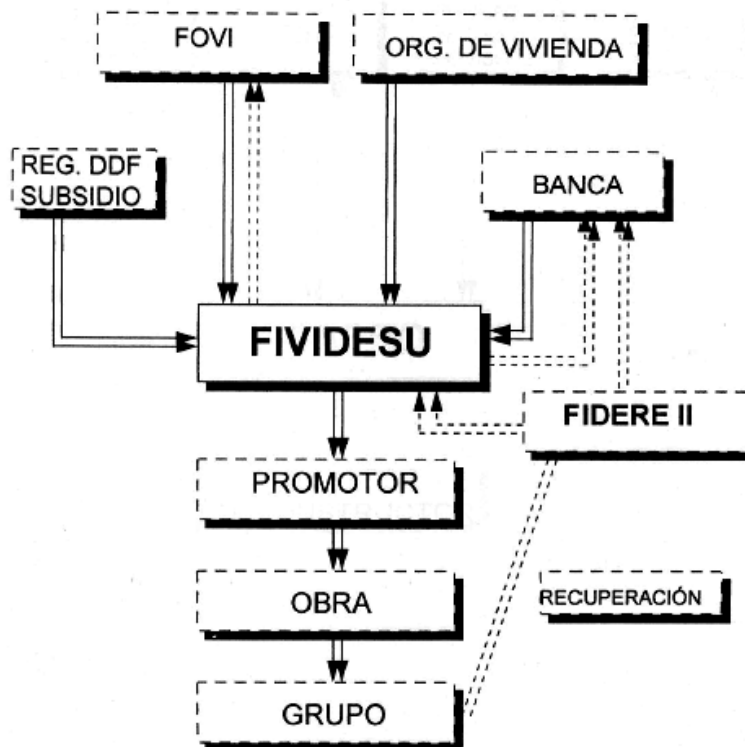 FOVI
ORG. DE VIVIENDA
REG. DDF
SUBSIDIO
BANCA
FIVIDESU
FIDERE II
PROMOTOR
OBRA
RECUPERACIÓN
GRUPO